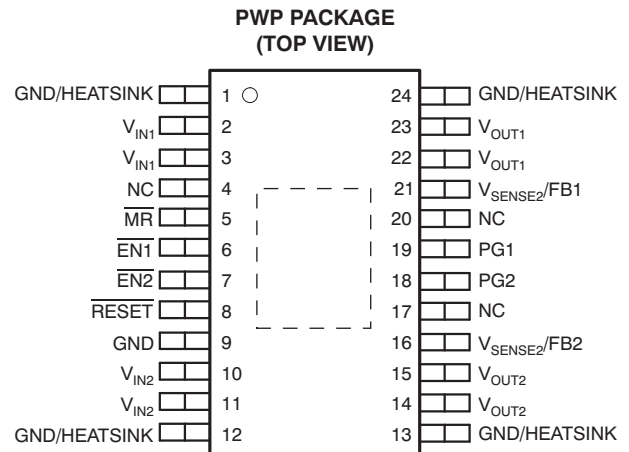 PWP PACKAGE
(TOP VIEW)
GND/HEATSINK 1 24 GND/HEATSINK
VIN1 2 23 VOUT1
VIN1 3 22 VOUT1
NC 4 21 VSENSE2/FB1
MR 5 20 NC
EN1 6 19 PG1
EN2 7 18 PG2
RESET 8 17 NC
GND 9 16 VSENSE2/FB2
VIN2 10 15 VOUT2
VIN2 11 14 VOUT2
GND/HEATSINK 12 13 GND/HEATSINK